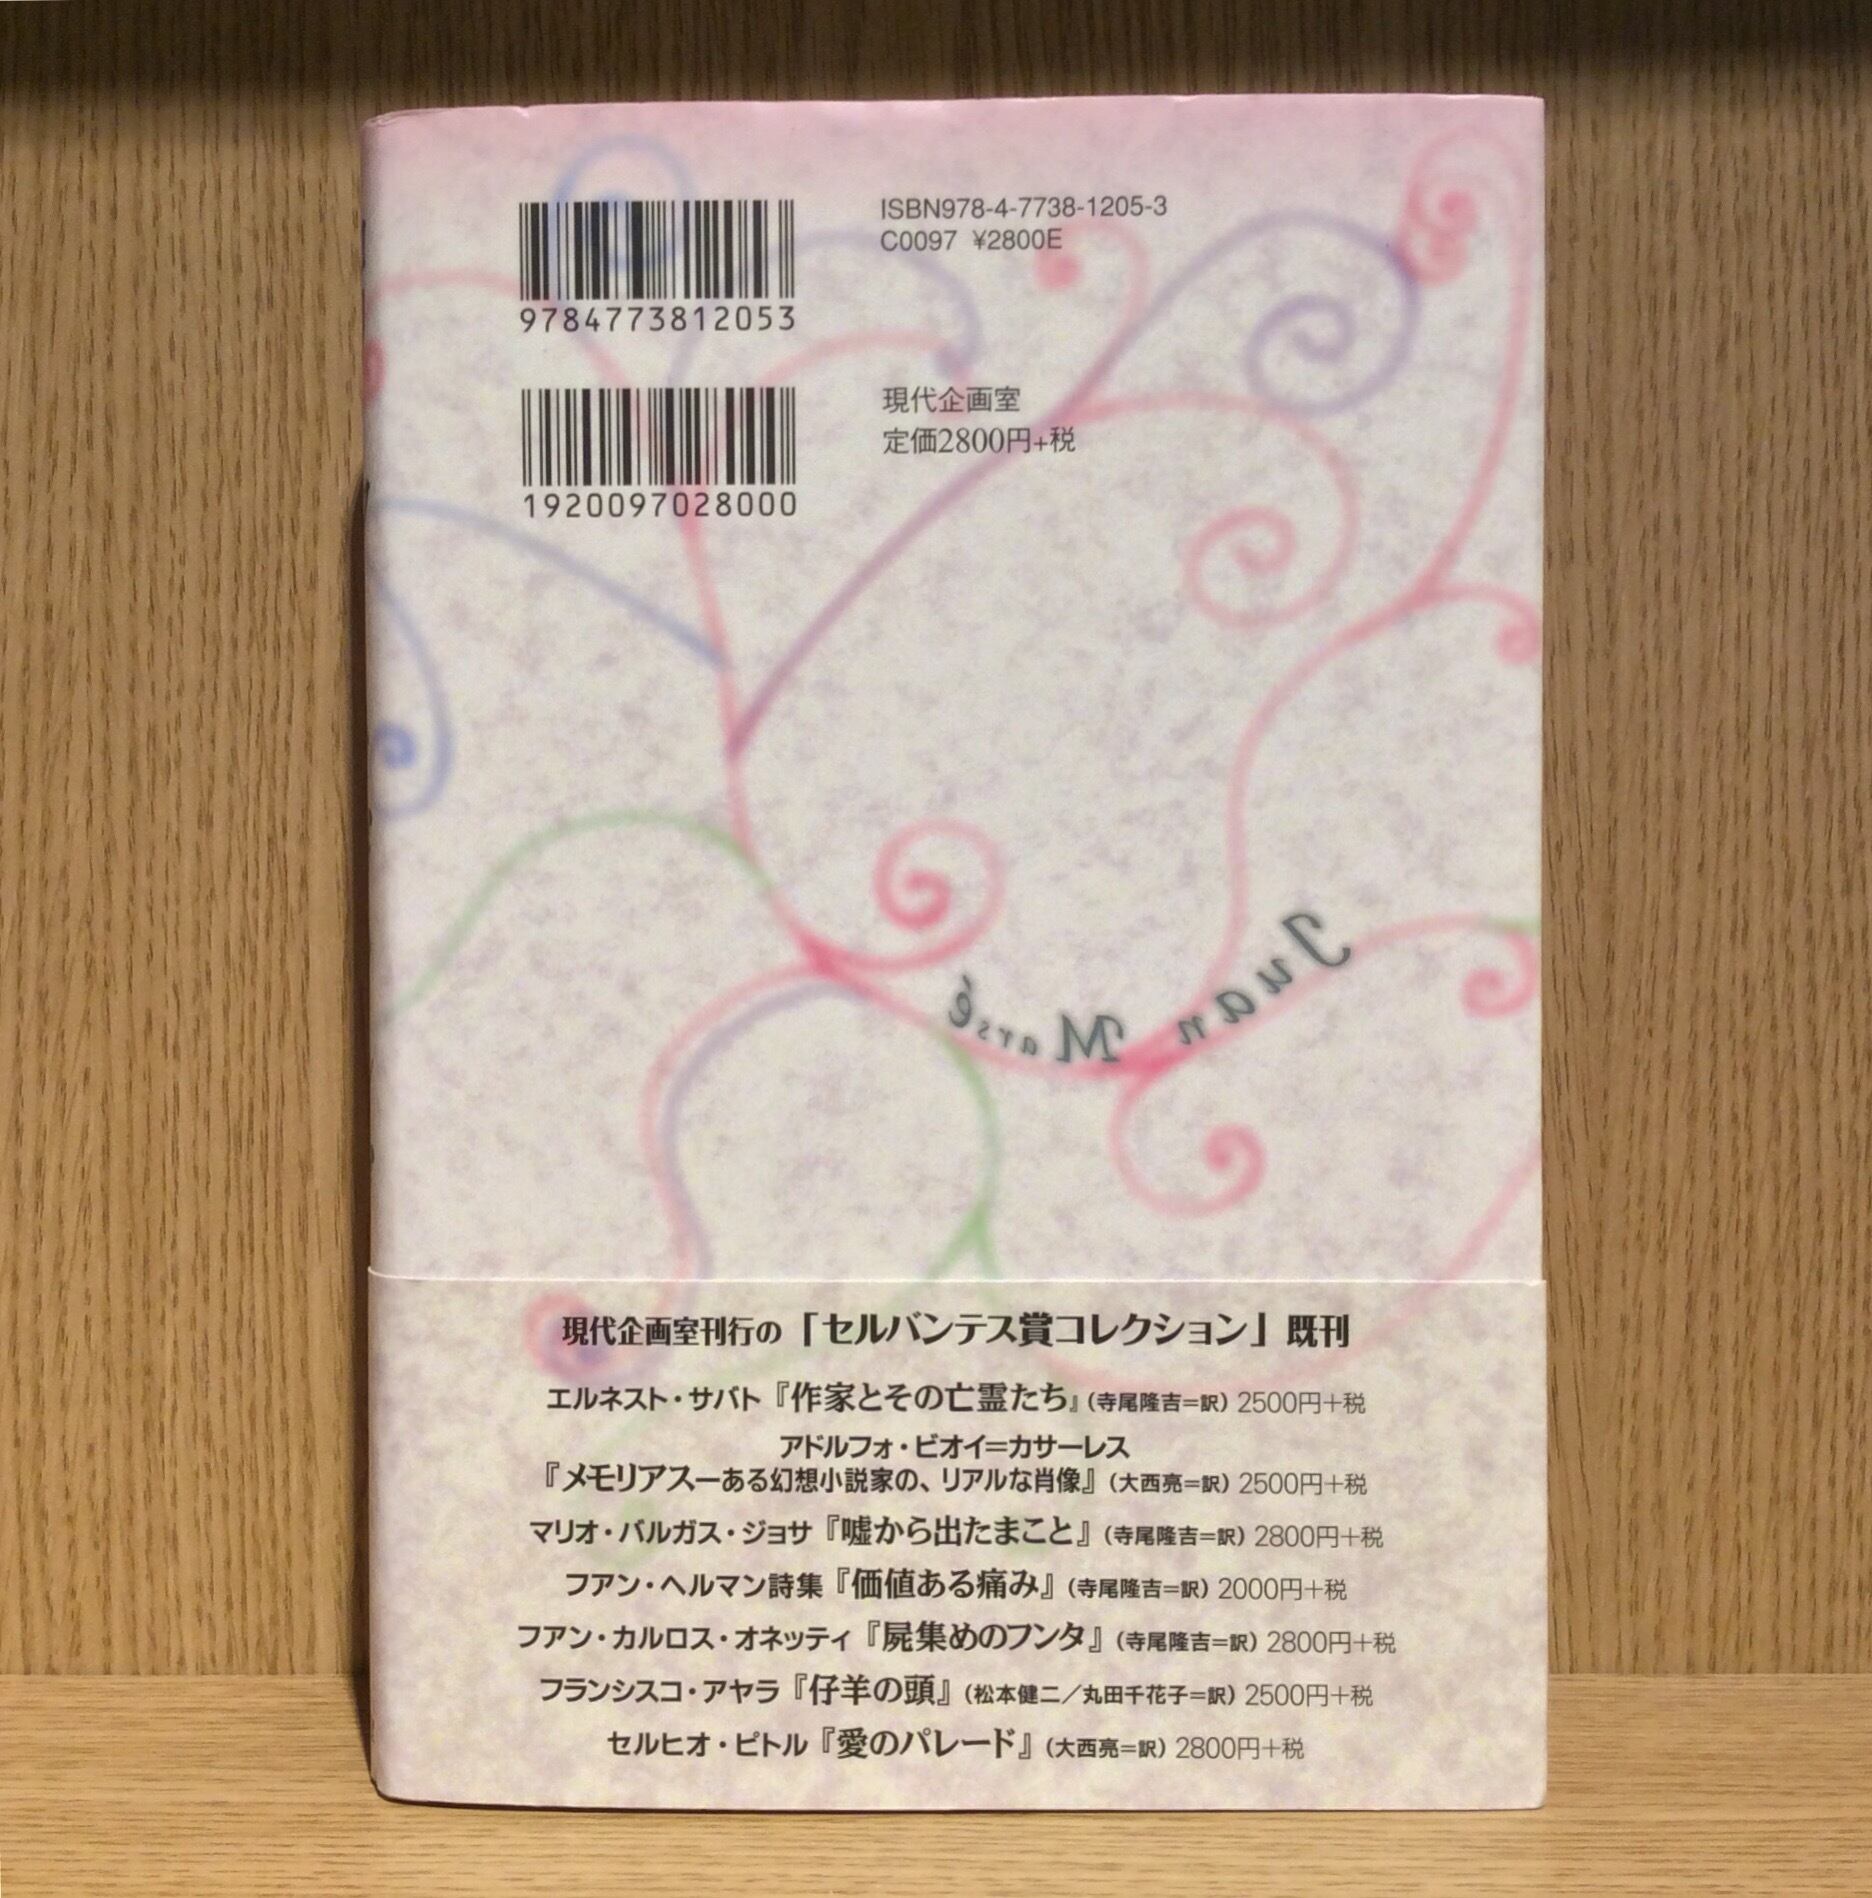 ISBN978-4-7738-1205-3
C0097 ¥2800E
9784773812053
現代企画室
定価2800円+税
1920097028000
Juan Marsé
現代企画室刊行の「セルバンテス賞コレクション」既刊
エルネスト・サバト『作家とその亡霊たち』(寺尾隆吉=訳) 2500円+税
アドルフォ・ビオイ=カサーレス
『メモリアス—ある幻想小説家の、リアルな肖像』(大西亮=訳) 2500円+税
マリオ・バルガス・ジョサ『嘘から出たまこと』(寺尾隆吉=訳) 2800円+税
フアン・ヘルマン詩集『価値ある痛み』(寺尾隆吉=訳) 2000円+税
フアン・カルロス・オネッティ『屍集めのフンタ』(寺尾隆吉=訳) 2800円+税
フランシスコ・アヤラ『仔羊の頭』(松本健二／丸田千花子=訳) 2500円+税
セルヒオ・ピトル『愛のパレード』(大西亮=訳) 2800円+税